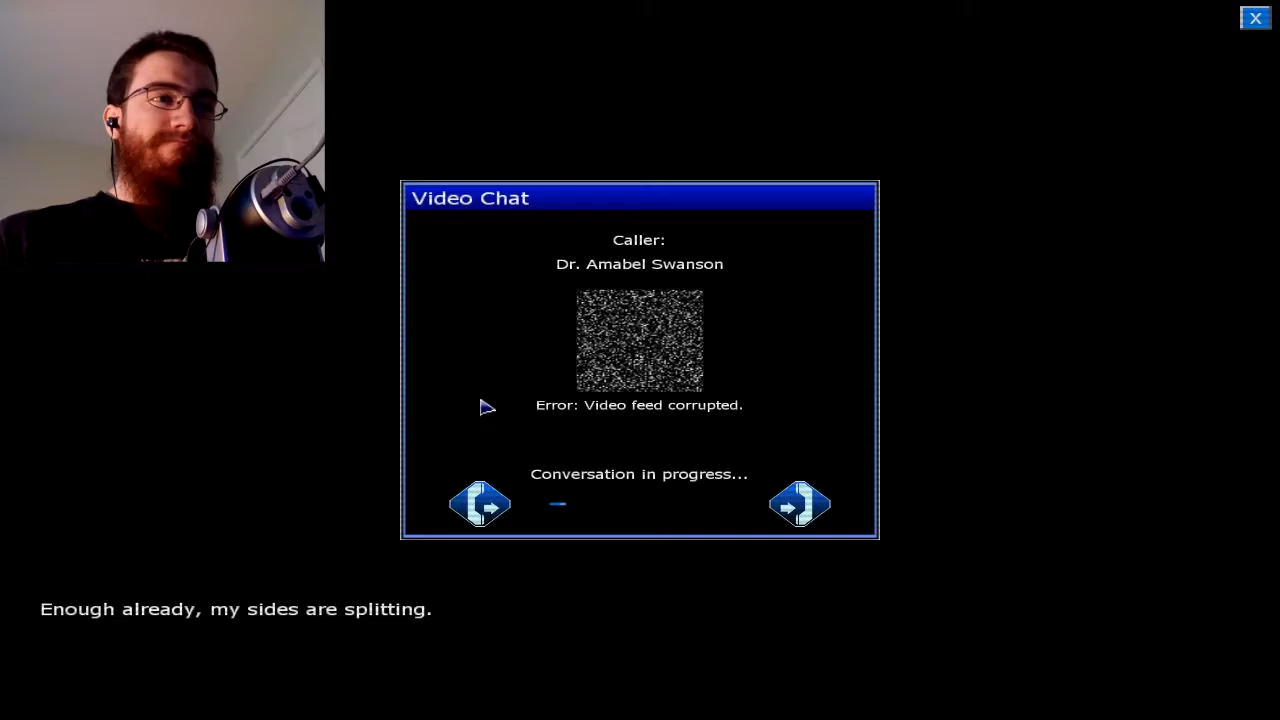 X
Video Chat
Caller:
Dr. Amabel Swanson
Error: Video feed corrupted.
Conversation in progress...
Enough already, my sides are splitting.